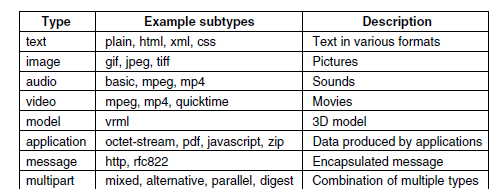 Type Example subtypes Description
text plain, html, xml, css Text in various formats
image gif, jpeg, tiff Pictures
audio basic, mpeg, mp4 Sounds
video mpeg, mp4, quicktime Movies
model vrml 3D model
application octet-stream, pdf, javascript, zip Data produced by applications
message http, rfc822 Encapsulated message
multipart mixed, alternative, parallel, digest Combination of multiple types